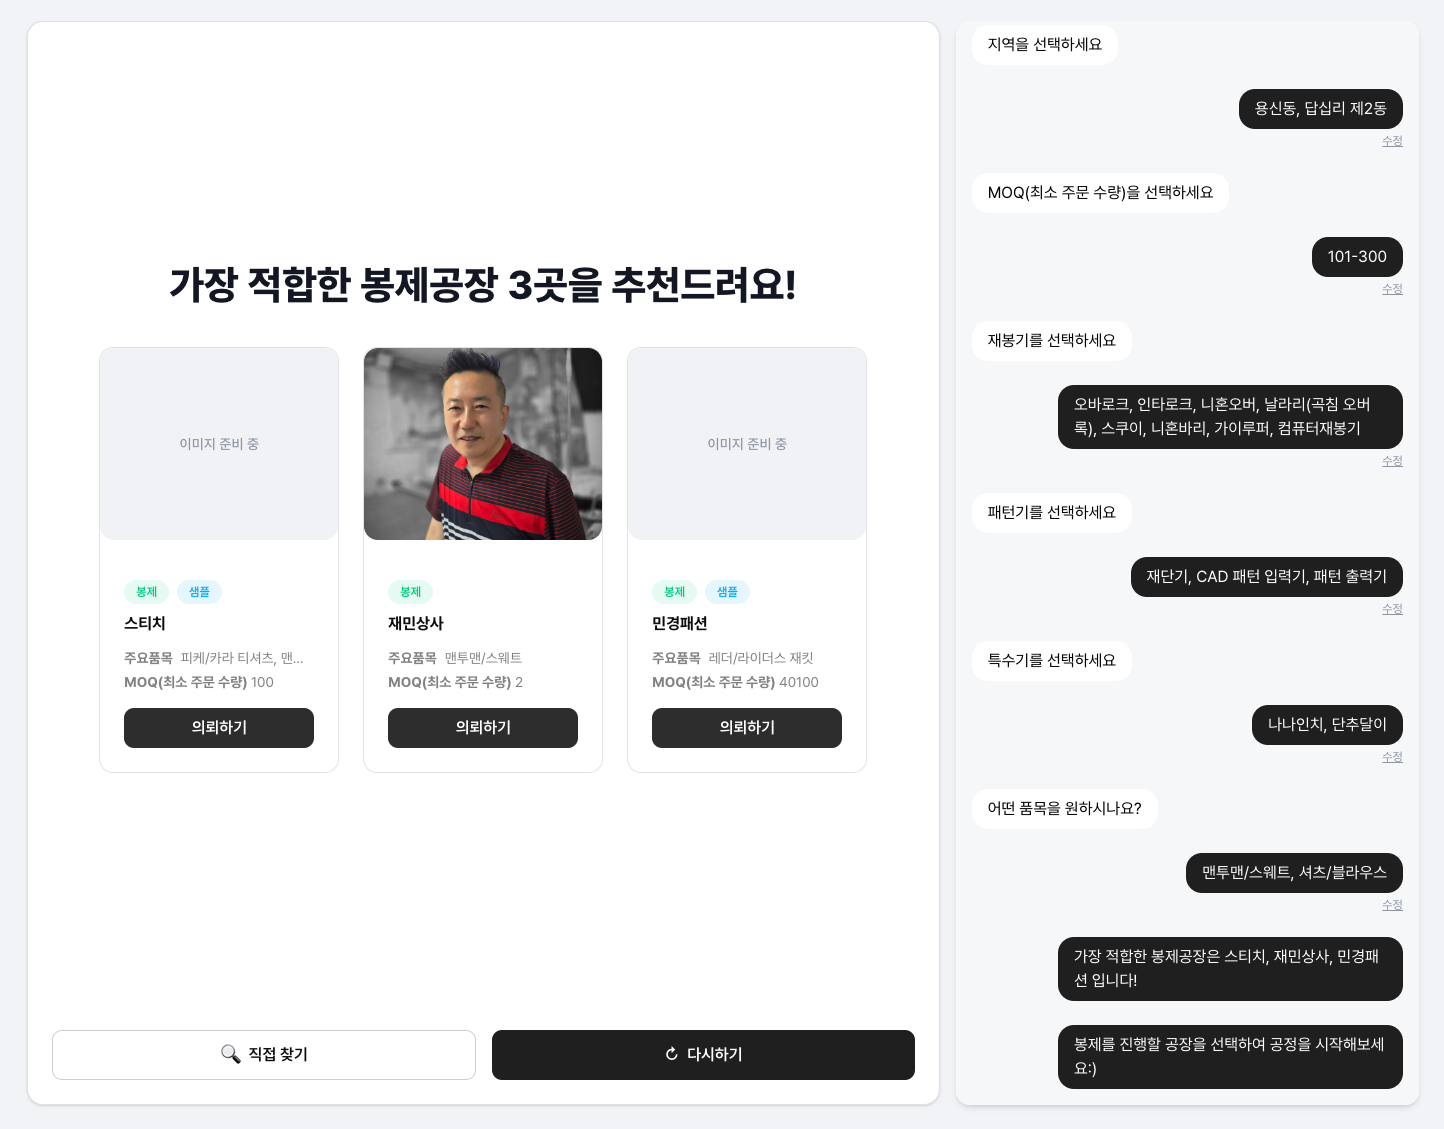 가장 적합한 봉제공장 3곳을 추천드려요!
이미지 준비 중
봉제 샘플
스티치
주요품목 피케/카라 티셔츠, 맨...
MOQ(최소 주문 수량) 100
의뢰하기
봉제
재민상사
주요품목 맨투맨/스웨트
MOQ(최소 주문 수량) 2
의뢰하기
이미지 준비 중
봉제 샘플
민경패션
주요품목 레더/라이더스 재킷
MOQ(최소 주문 수량) 40100
의뢰하기
직접 찾기
다시하기
지역을 선택하세요
용신동, 답십리 제2동
수정
MOQ(최소 주문 수량)을 선택하세요
101-300
수정
재봉기를 선택하세요
오바로크, 인타로크, 니혼오버, 날라리(곡침 오버
록), 스쿠이, 니혼바리, 가이루퍼, 컴퓨터재봉기
수정
패턴기를 선택하세요
재단기, CAD 패턴 입력기, 패턴 출력기
수정
특수기를 선택하세요
나나인치, 단추달이
수정
어떤 품목을 원하시나요?
맨투맨/스웨트, 셔츠/블라우스
수정
가장 적합한 봉제공장은 스티치, 재민상사, 민경패
션 입니다!
봉제를 진행할 공장을 선택하여 공정을 시작해보세
요:)